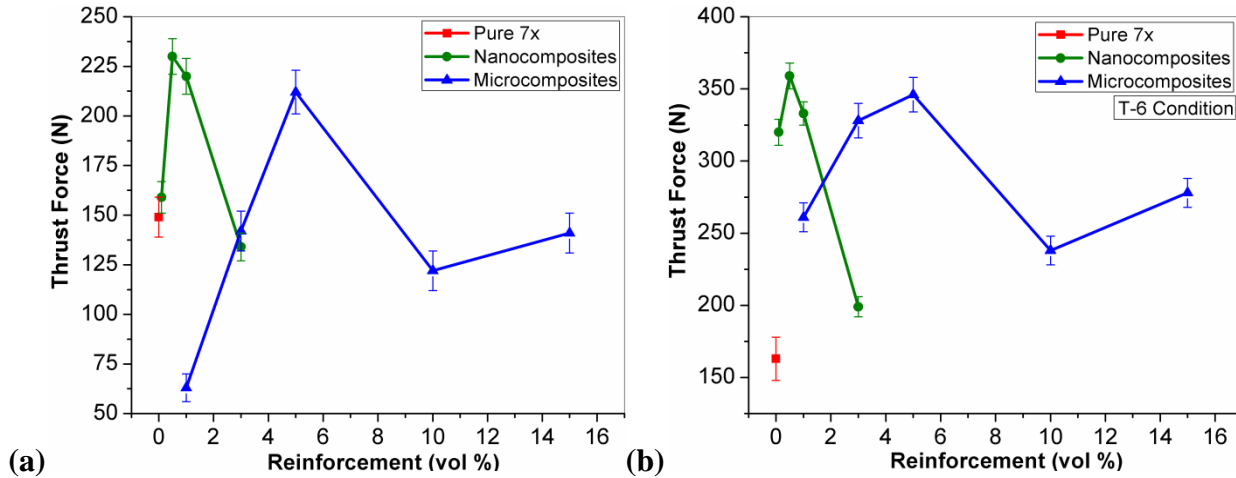 250
225
200
175
150
125
100
75
50
Thrust Force (N)
0 2 4 6 8 10 12 14 16
Reinforcement (vol %)
Pure 7x
Nanocomposites
Microcomposites
(a)
400
350
300
250
200
150
Thrust Force (N)
0 2 4 6 8 10 12 14 16
Reinforcement (vol %)
Pure 7x
Nanocomposites
Microcomposites
T-6 Condition
(b)